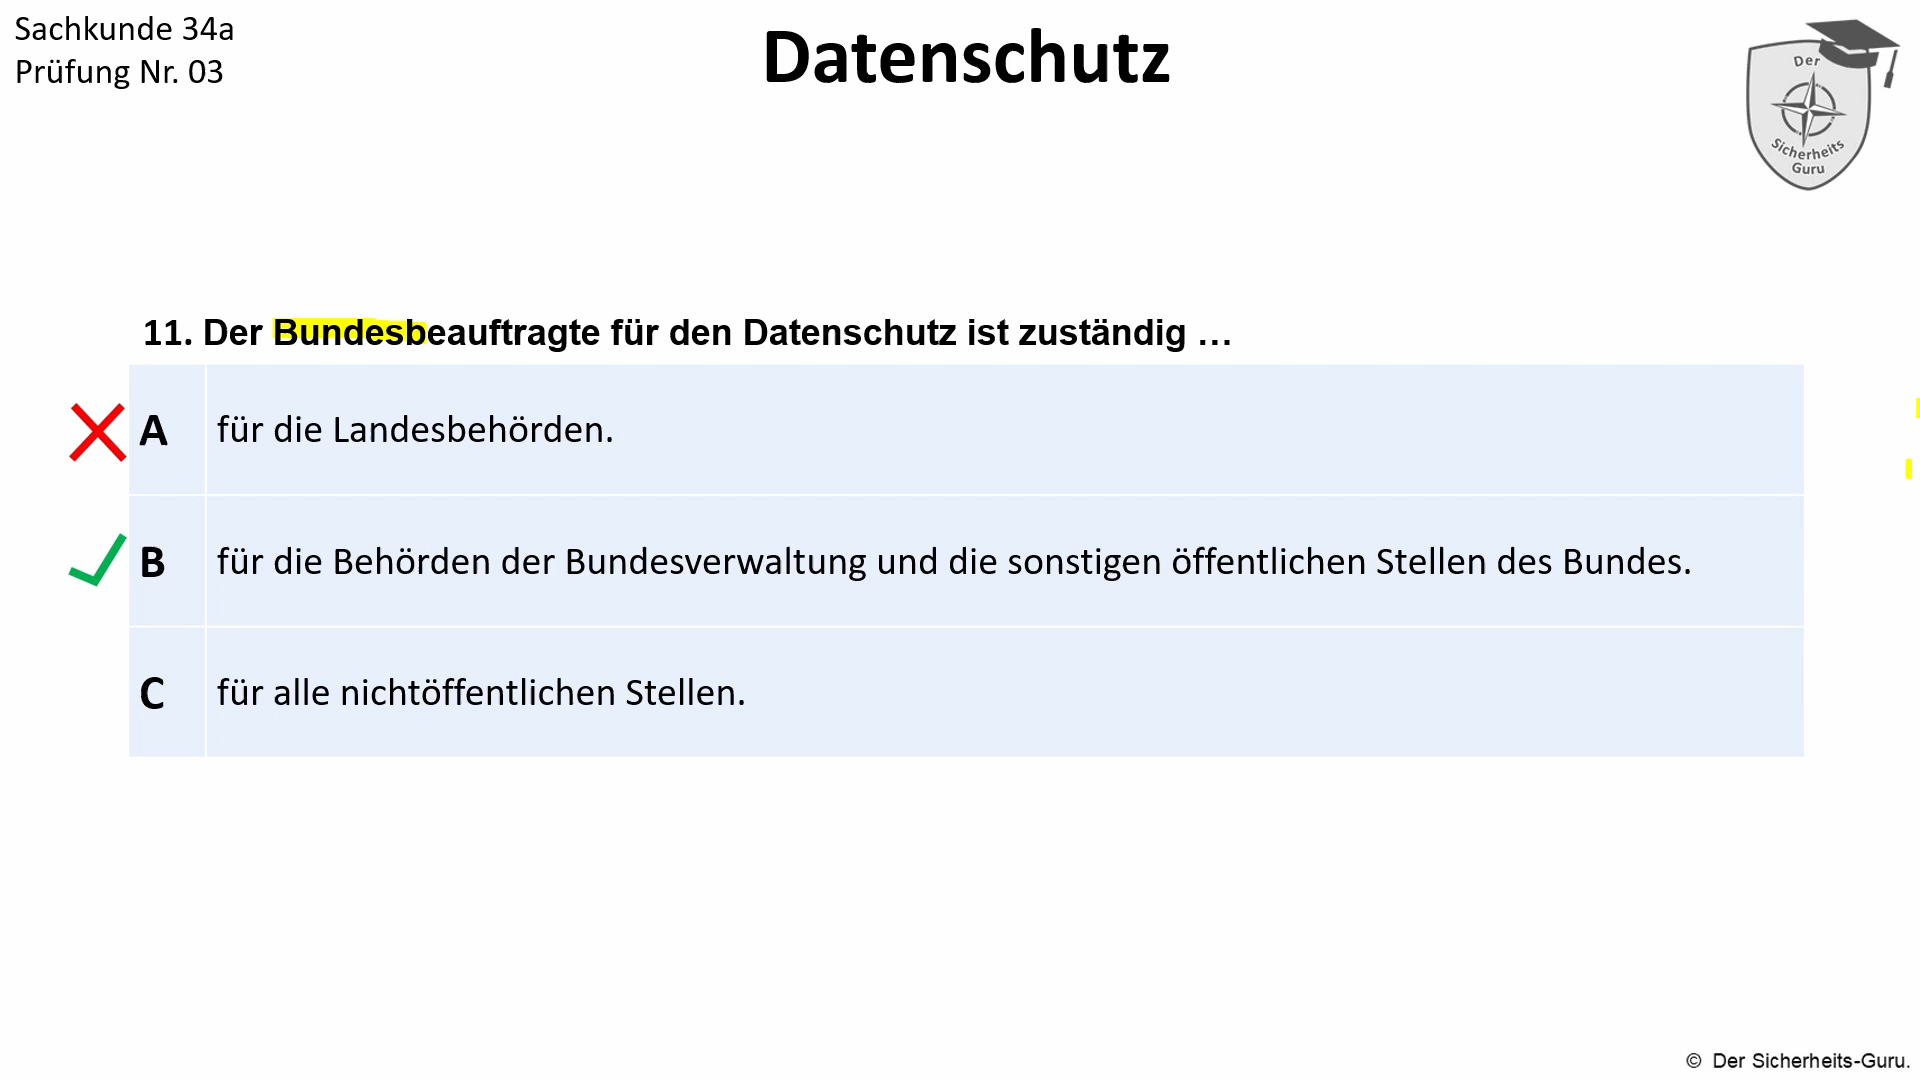 Sachkunde 34a
Prüfung Nr. 03
Datenschutz
Der
Sicherheits
Guru
11. Der Bundesbeauftragte für den Datenschutz ist zuständig …
A für die Landesbehörden.
B für die Behörden der Bundesverwaltung und die sonstigen öffentlichen Stellen des Bundes.
C für alle nichtöffentlichen Stellen.
© Der Sicherheits-Guru.